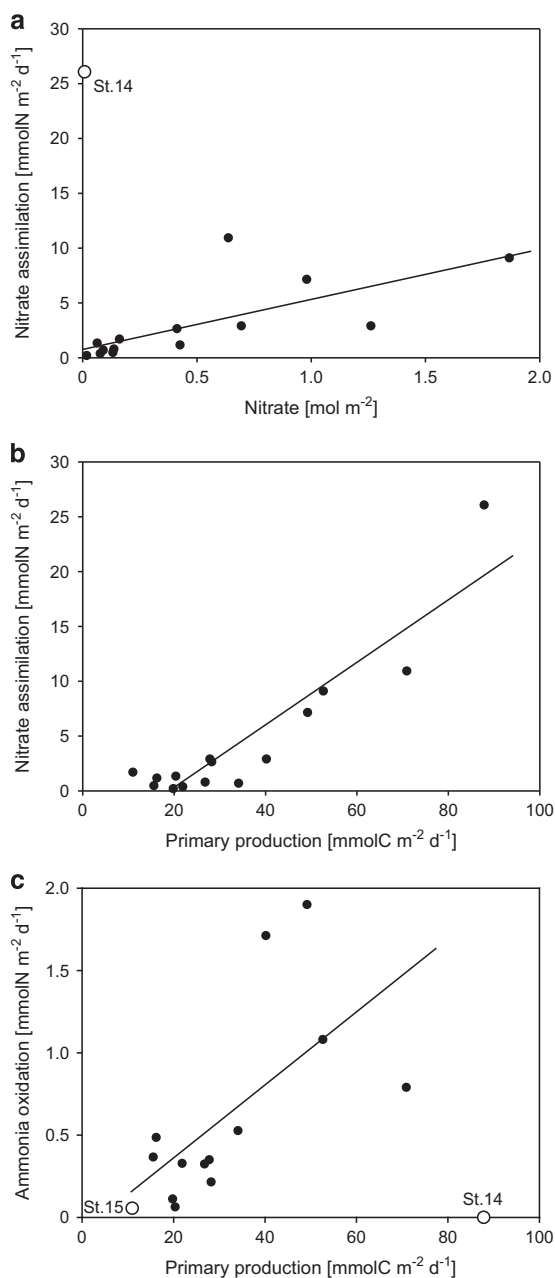 a
30
25
20
15
10
5
0
St.14
Nitrate assimilation [mmolN m⁻² d⁻¹]
0 0.5 1.0 1.5 2.0
Nitrate [mol m⁻²]
b
30
25
20
15
10
5
0
Nitrate assimilation [mmolN m⁻² d⁻¹]
0 20 40 60 80 100
Primary production [mmolC m⁻² d⁻¹]
c
2.0
1.5
1.0
0.5
0
Ammonia oxidation [mmolN m⁻² d⁻¹]
St.15
St.14
0 20 40 60 80 100
Primary production [mmolC m⁻² d⁻¹]